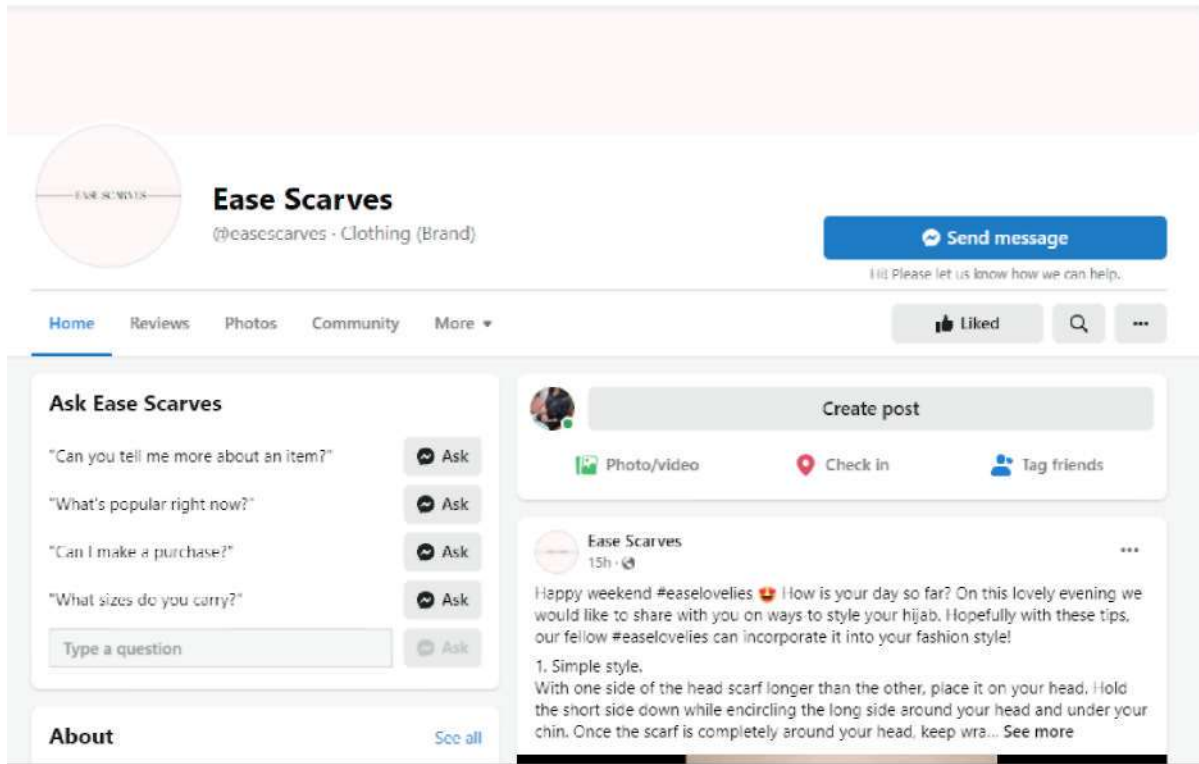 EASE SCARVES
Ease Scarves
@easescarves · Clothing (Brand)
Send message
Hi! Please let us know how we can help.
Home
Reviews
Photos
Community
More
Liked
Ask Ease Scarves
"Can you tell me more about an item?"
Ask
"What's popular right now?"
Ask
"Can I make a purchase?"
Ask
"What sizes do you carry?"
Ask
Type a question
Ask
About
See all
Create post
Photo/video
Check in
Tag friends
Ease Scarves
15h ·
Happy weekend #easelovelies 😍 How is your day so far? On this lovely evening we
would like to share with you on ways to style your hijab. Hopefully with these tips,
our fellow #easelovelies can incorporate it into your fashion style!
1. Simple style.
With one side of the head scarf longer than the other, place it on your head. Hold
the short side down while encircling the long side around your head and under your
chin. Once the scarf is completely around your head, keep wra... See more